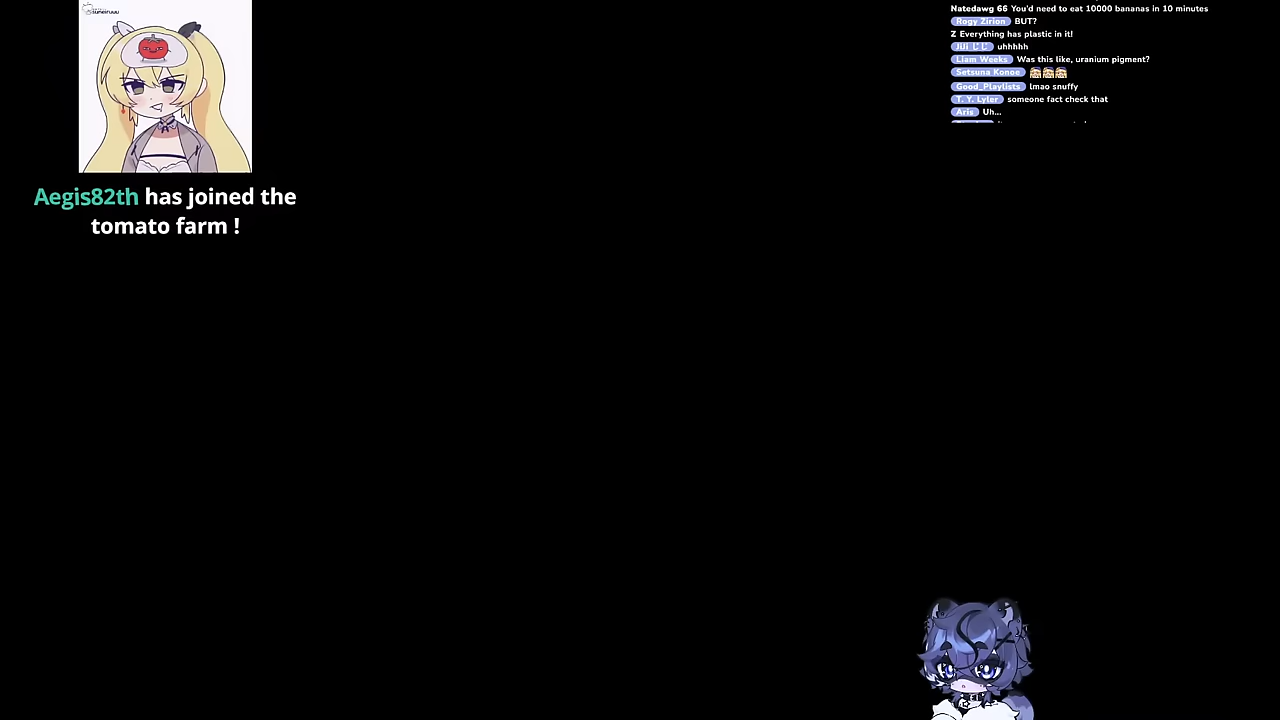 suneiruuu
Aegis82th has joined the
tomato farm !
Natedawg 66 You'd need to eat 10000 bananas in 10 minutes
Rogy Zirion BUT?
Z Everything has plastic in it!
uhhhhh
Liam Weeks Was this like, uranium pigment?
Setsuna Konoe
Good_Playlists lmao snuffy
T. Y. Lyler someone fact check that
Aris Uh...